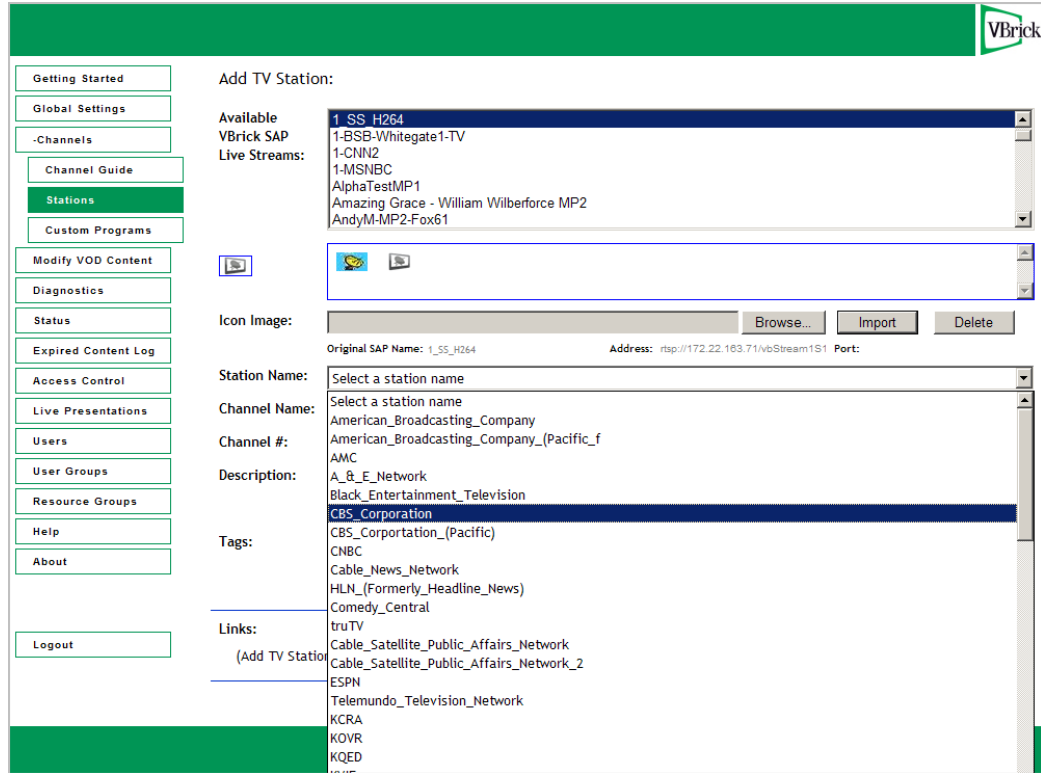 VBrick
Getting Started
Global Settings
-Channels
Channel Guide
Stations
Custom Programs
Modify VOD Content
Diagnostics
Status
Expired Content Log
Access Control
Live Presentations
Users
User Groups
Resource Groups
Help
About
Logout
Add TV Station:
Available
VBrick SAP
Live Streams:
1_SS_H264
1-BSB-Whitegate1-TV
1-CNN2
1-MSNBC
AlphaTestMP1
Amazing Grace - William Wilberforce MP2
AndyM-MP2-Fox61
Icon Image:
Browse...
Import
Delete
Original SAP Name: 1_SS_H264 Address: rtsp://172.22.163.71/vbStream1S1 Port:
Station Name:
Select a station name
Channel Name:
Channel #:
Description:
Tags:
Select a station name
American_Broadcasting_Company
American_Broadcasting_Company_(Pacific_f
AMC
A_&_E_Network
Black_Entertainment_Television
CBS_Corporation
CBS_Corportation_(Pacific)
CNBC
Cable_News_Network
HLN_(Formerly_Headline_News)
Comedy_Central
truTV
Cable_Satellite_Public_Affairs_Network
Cable_Satellite_Public_Affairs_Network_2
ESPN
Telemundo_Television_Network
KCRA
KOVR
KQED
Links:
(Add TV Station